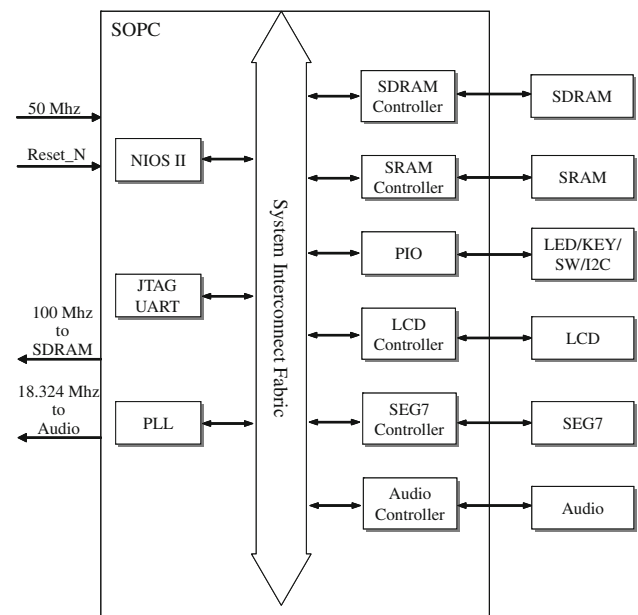 SOPC
50 Mhz
Reset_N
NIOS II
JTAG
UART
100 Mhz
to
SDRAM
18.324 Mhz
to
Audio
PLL
System Interconnect Fabric
SDRAM
Controller
SDRAM
SRAM
Controller
SRAM
PIO
LED/KEY/
SW/I2C
LCD
Controller
LCD
SEG7
Controller
SEG7
Audio
Controller
Audio